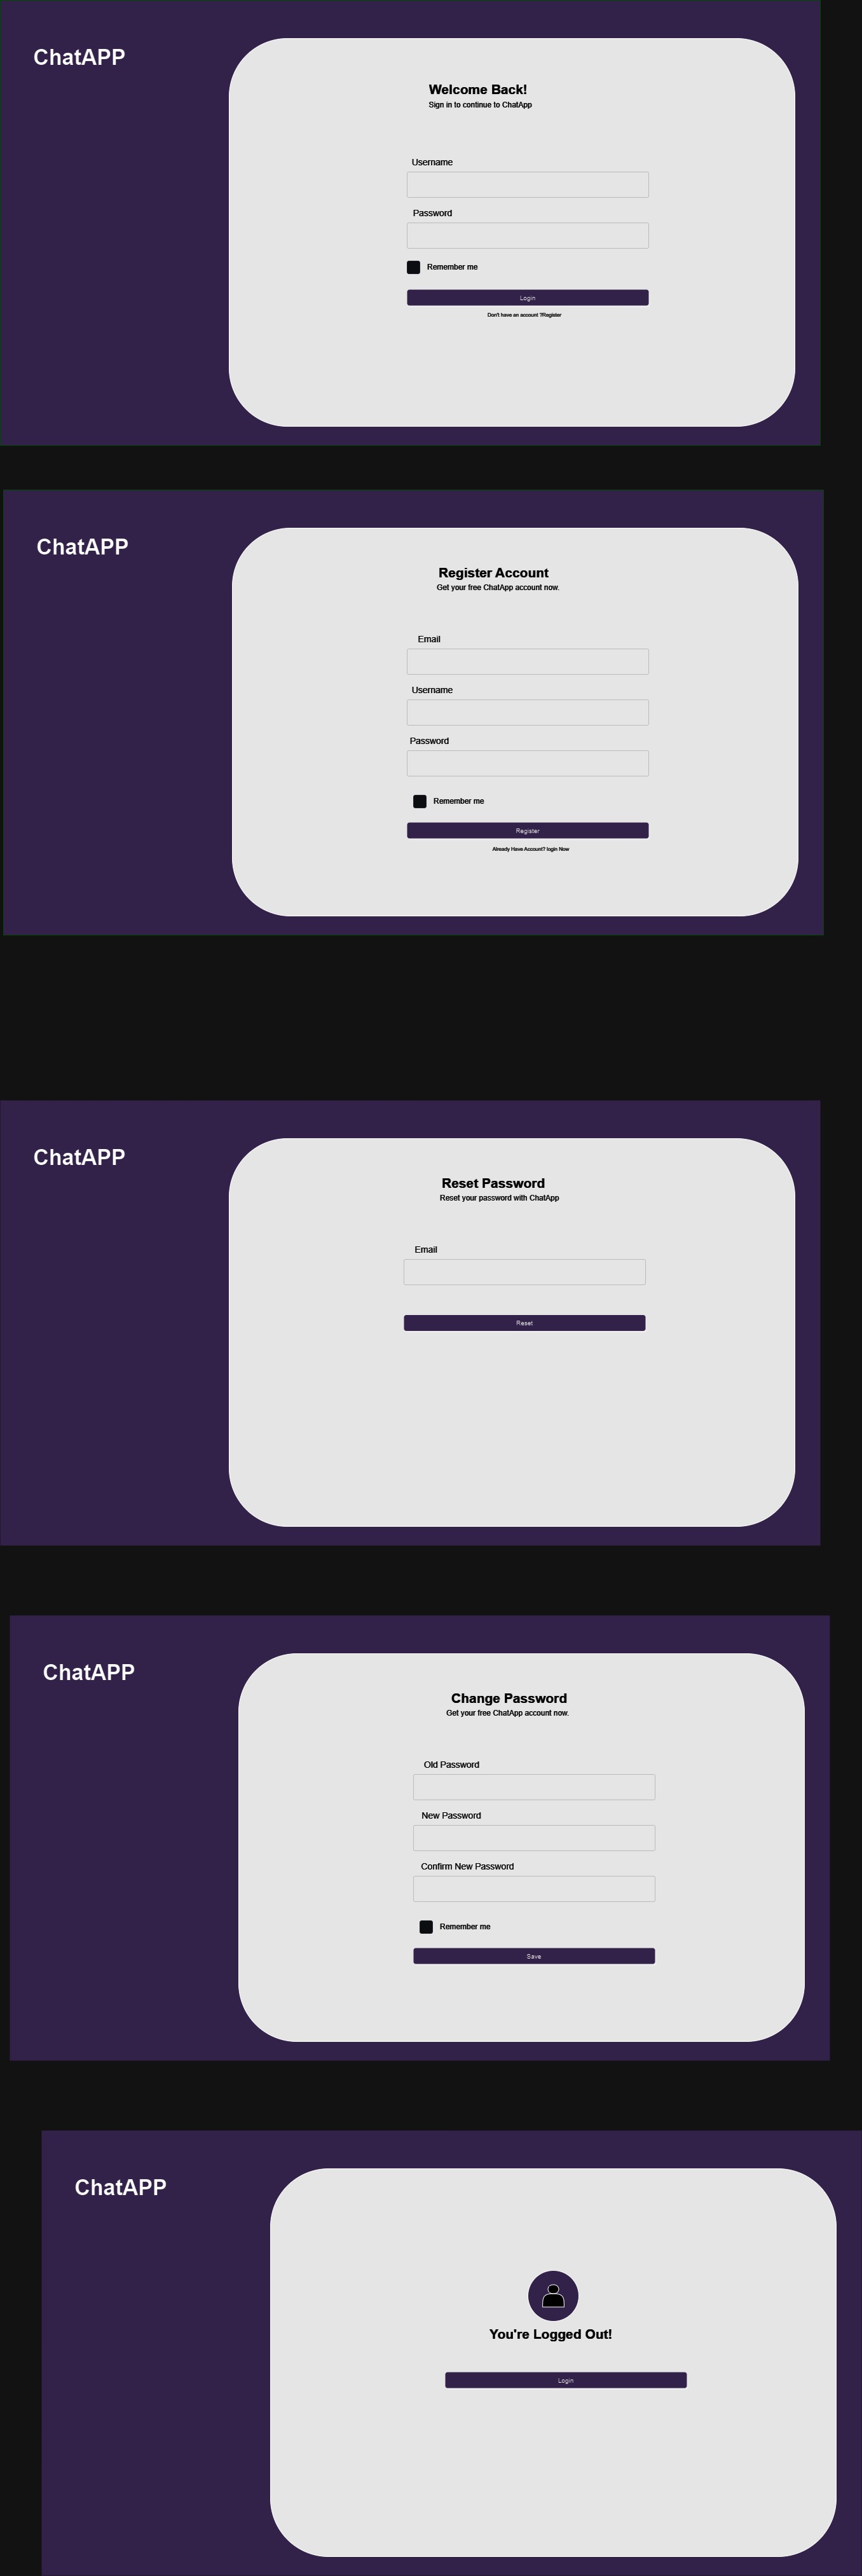 ChatAPP
Welcome Back!
Sign in to continue to ChatApp
Username
Password
Remember me
Login
Don't have an account ?Register
ChatAPP
Register Account
Get your free ChatApp account now.
Email
Username
Password
Remember me
Register
Already Have Account? login Now
ChatAPP
Reset Password
Reset your password with ChatApp
Email
Reset
ChatAPP
Change Password
Get your free ChatApp account now.
Old Password
New Password
Confirm New Password
Remember me
Save
ChatAPP
You're Logged Out!
Login